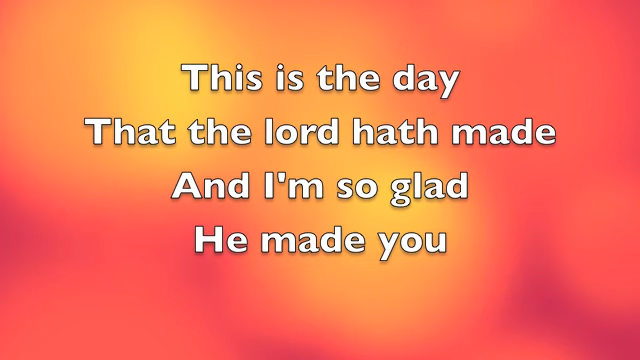 This is the day
That the lord hath made
And I'm so glad
He made you